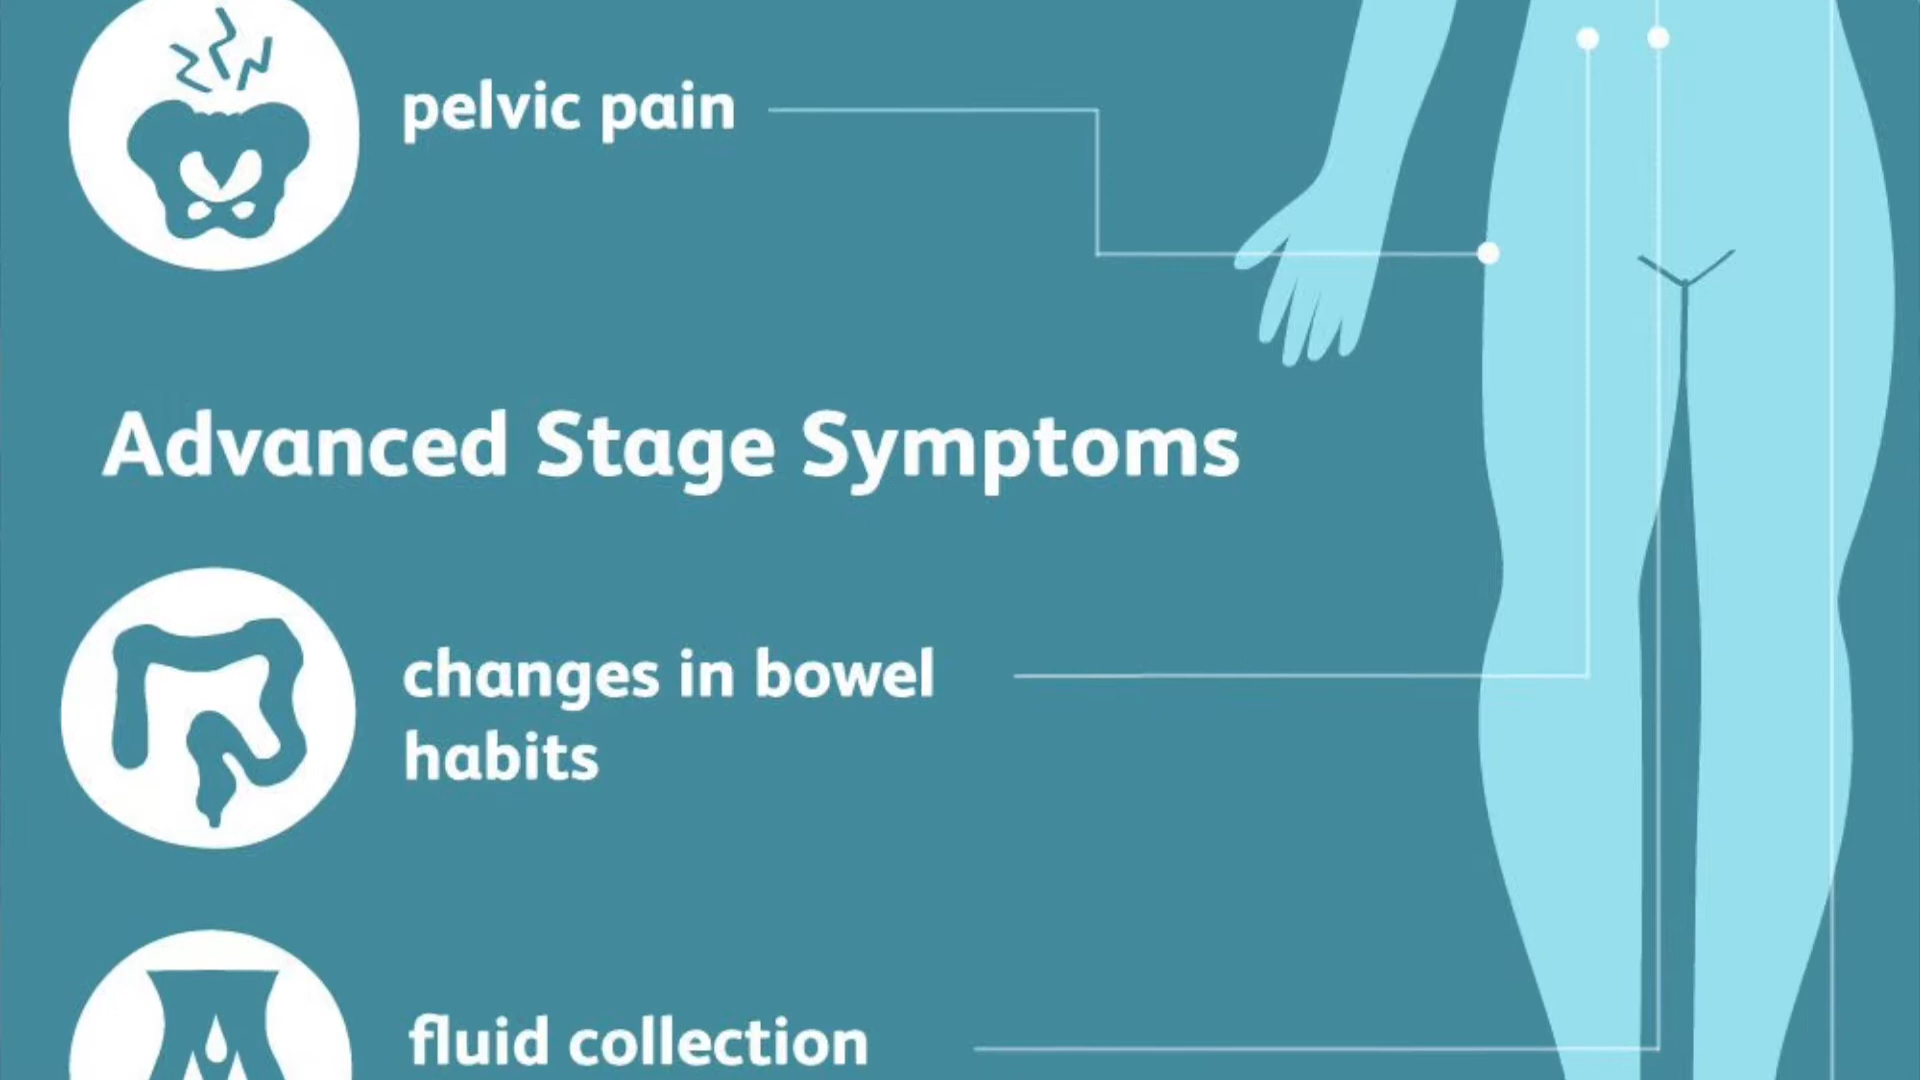 pelvic pain
Advanced Stage Symptoms
changes in bowel
habits
fluid collection